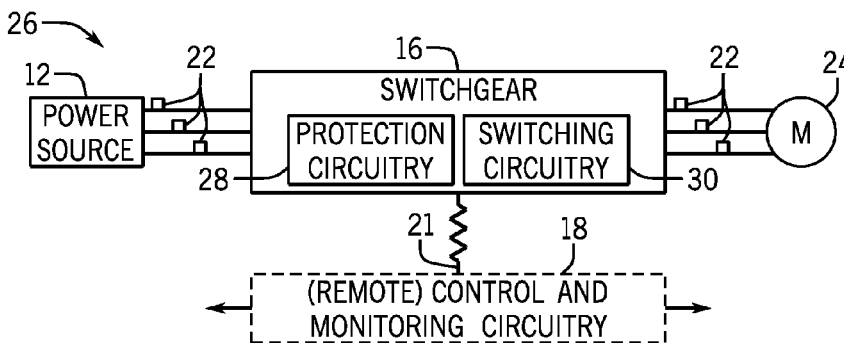 26
12
22
16
22
24
POWER
SOURCE
SWITCHGEAR
PROTECTION
CIRCUITRY
SWITCHING
CIRCUITRY
M
28
30
21
18
(REMOTE) CONTROL AND
MONITORING CIRCUITRY